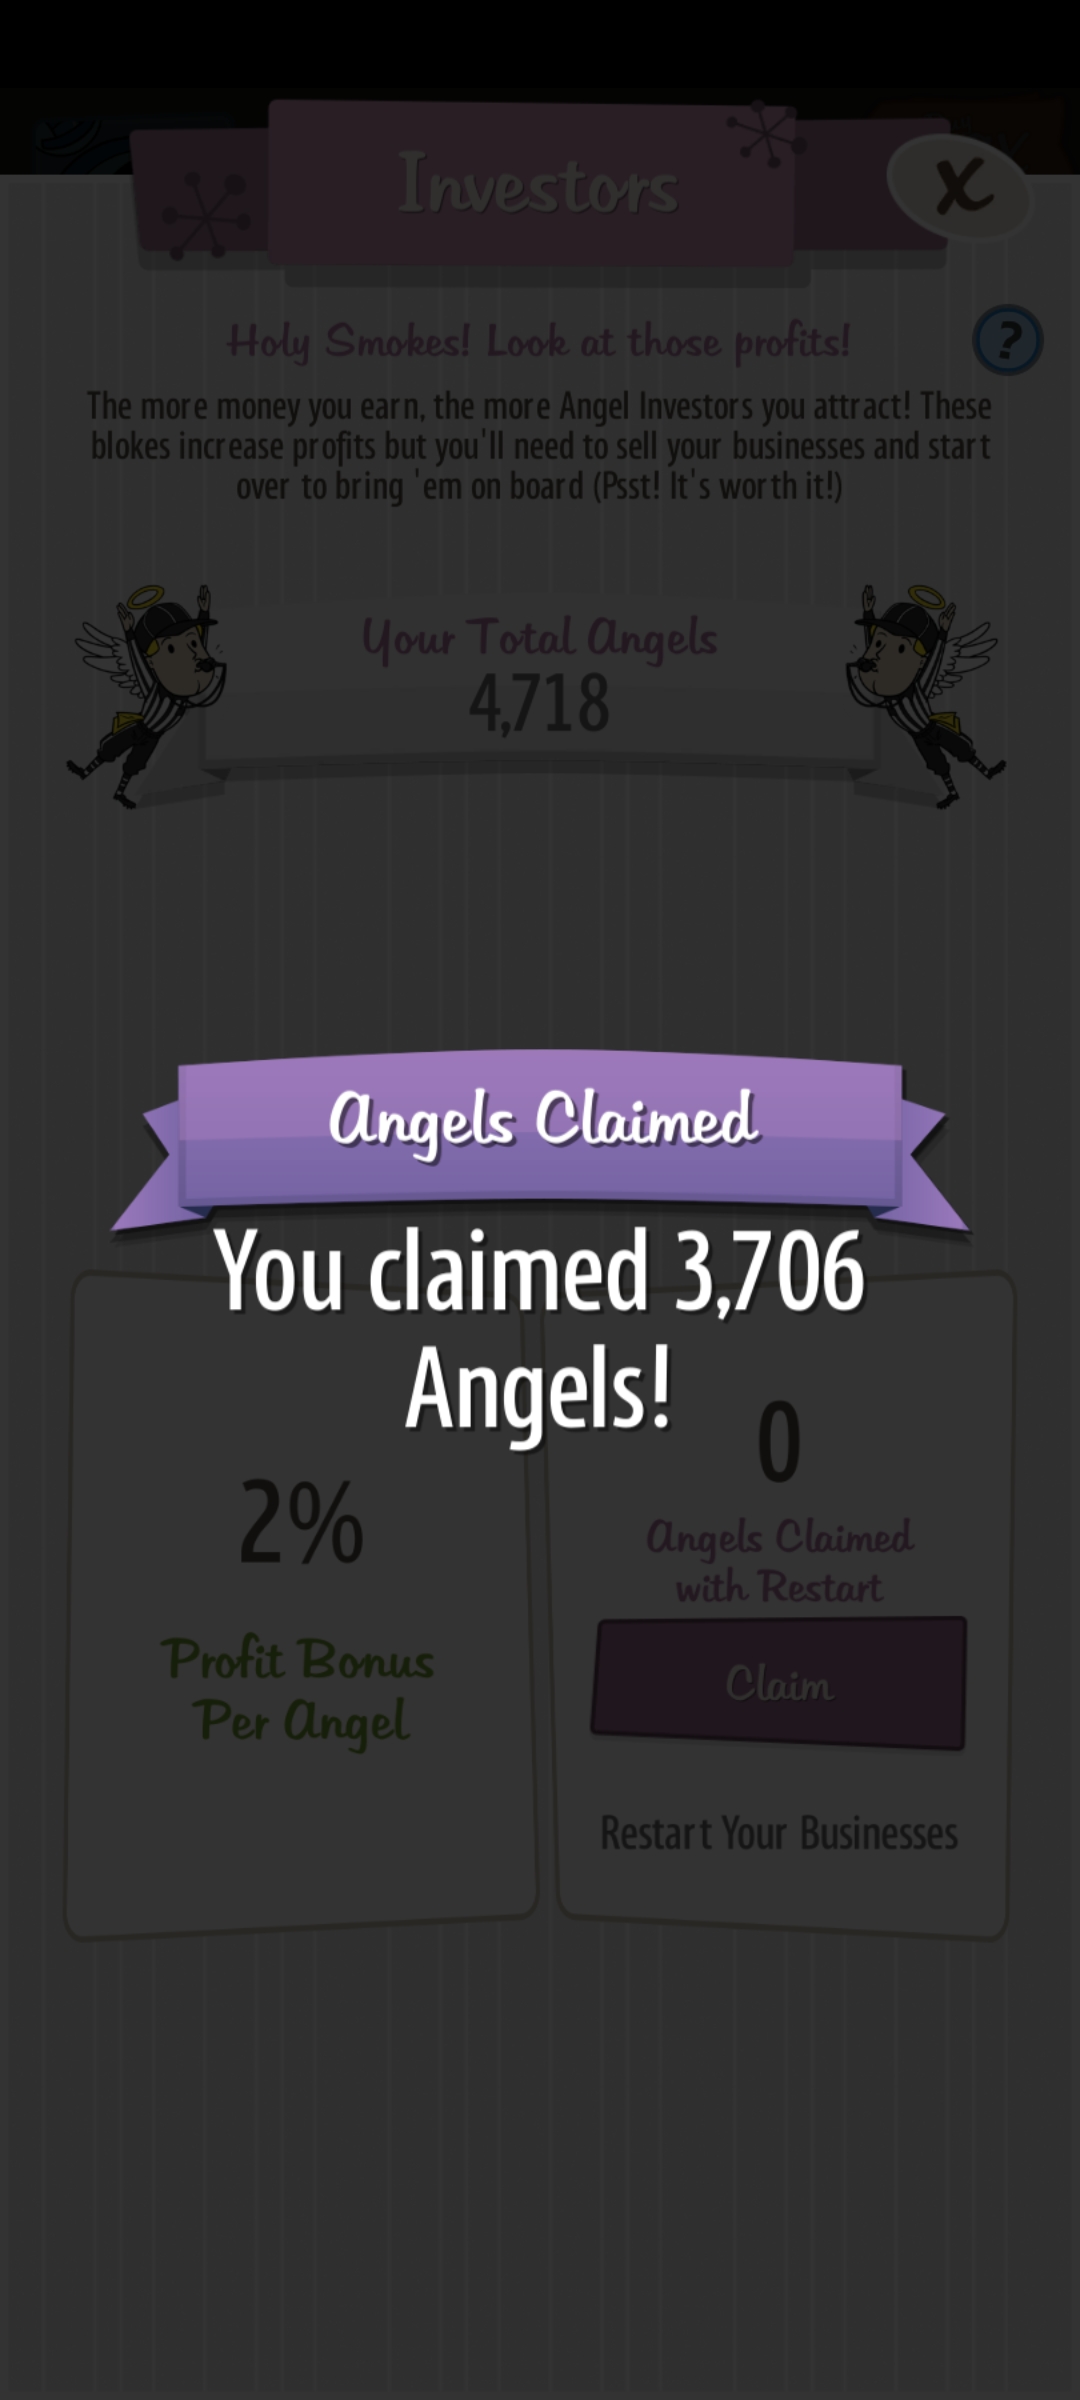 Investors
X
Holy Smokes! Look at those profits!
?
The more money you earn, the more Angel Investors you attract! These
blokes increase profits but you'll need to sell your businesses and start
over to bring 'em on board (Psst! It's worth it!)
Your Total Angels
4,718
Angels Claimed
You claimed 3,706
Angels!
2%
Profit Bonus
Per Angel
0
Angels Claimed
with Restart
Claim
Restart Your Businesses